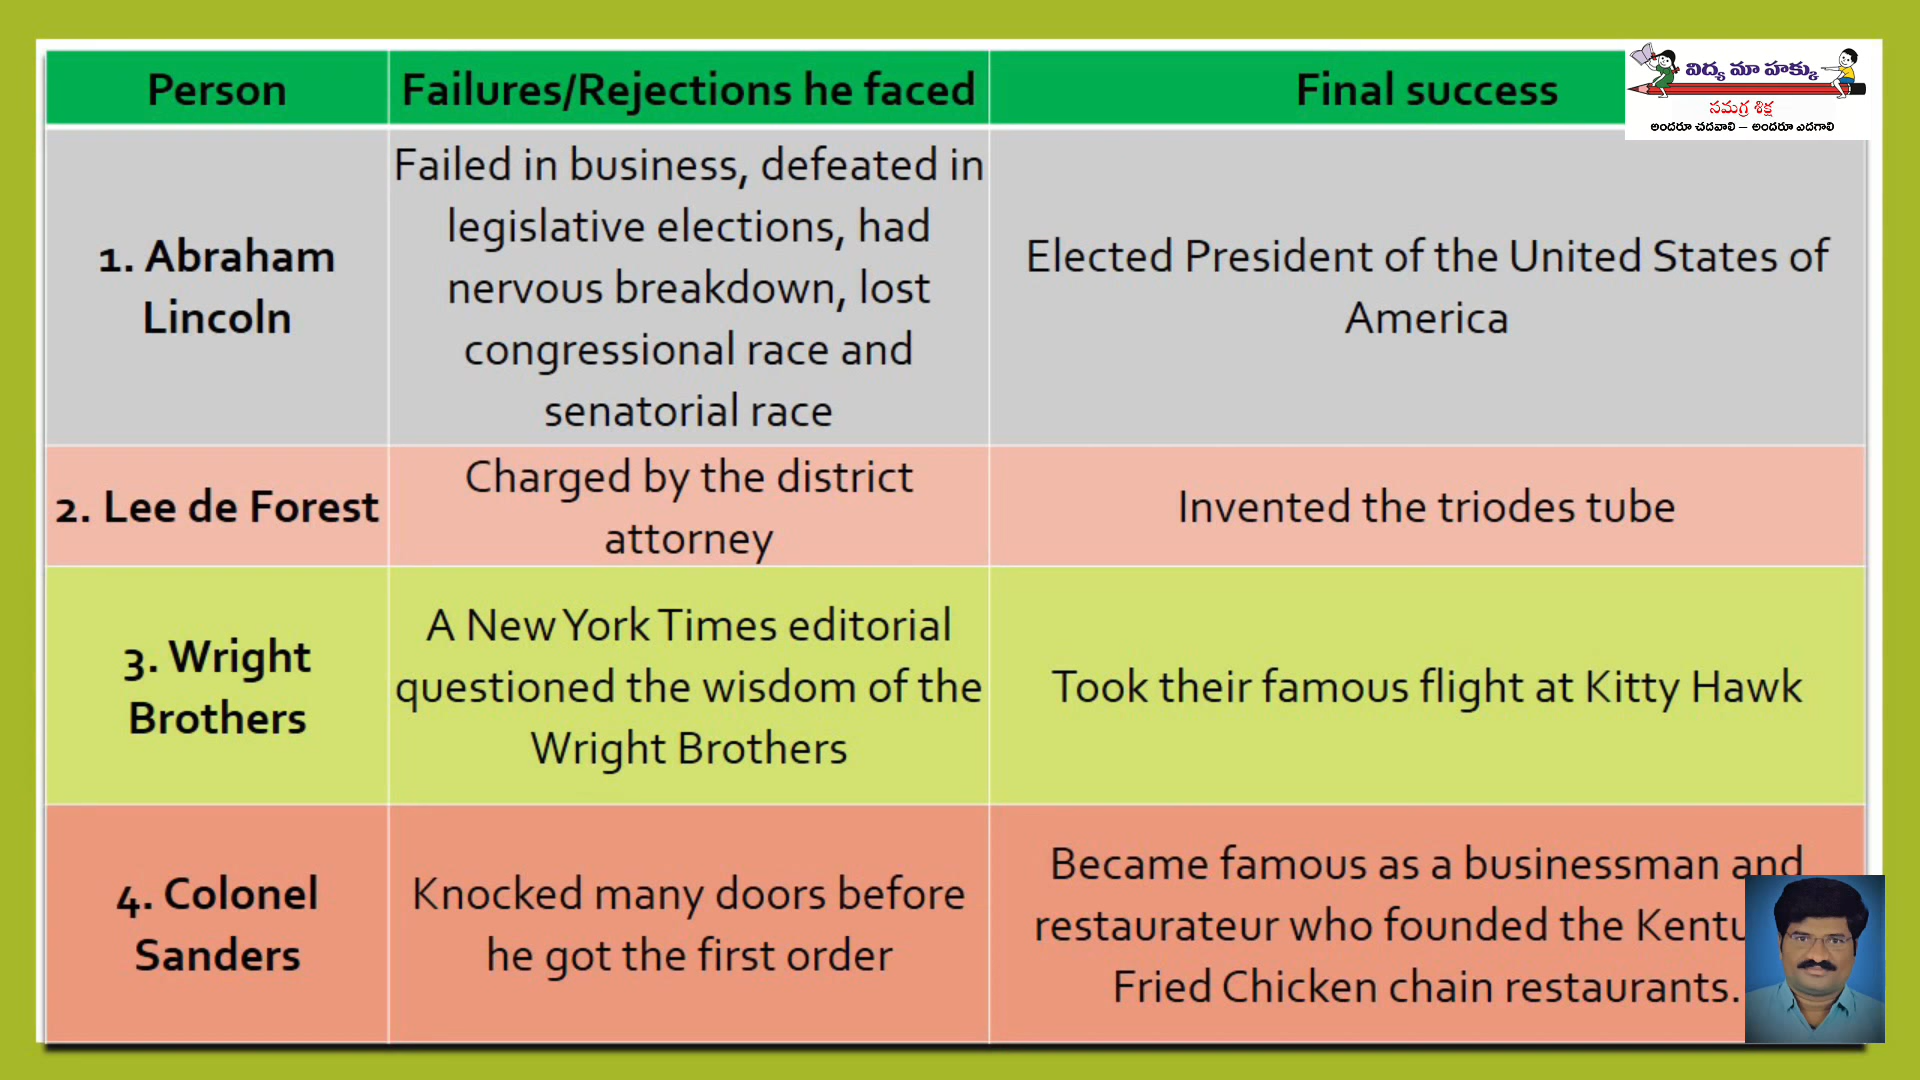 Person
Failures/Rejections he faced
Final success
విద్య మా హక్కు
సమగ్ర శిక్ష
అందరూ చదవాలి – అందరూ ఎదగాలి
1. Abraham
Lincoln
Failed in business, defeated in
legislative elections, had
nervous breakdown, lost
congressional race and
senatorial race
Elected President of the United States of
America
2. Lee de Forest
Charged by the district
attorney
Invented the triodes tube
3. Wright
Brothers
A New York Times editorial
questioned the wisdom of the
Wright Brothers
Took their famous flight at Kitty Hawk
4. Colonel
Sanders
Knocked many doors before
he got the first order
Became famous as a businessman and
restaurateur who founded the Kentu
Fried Chicken chain restaurants.